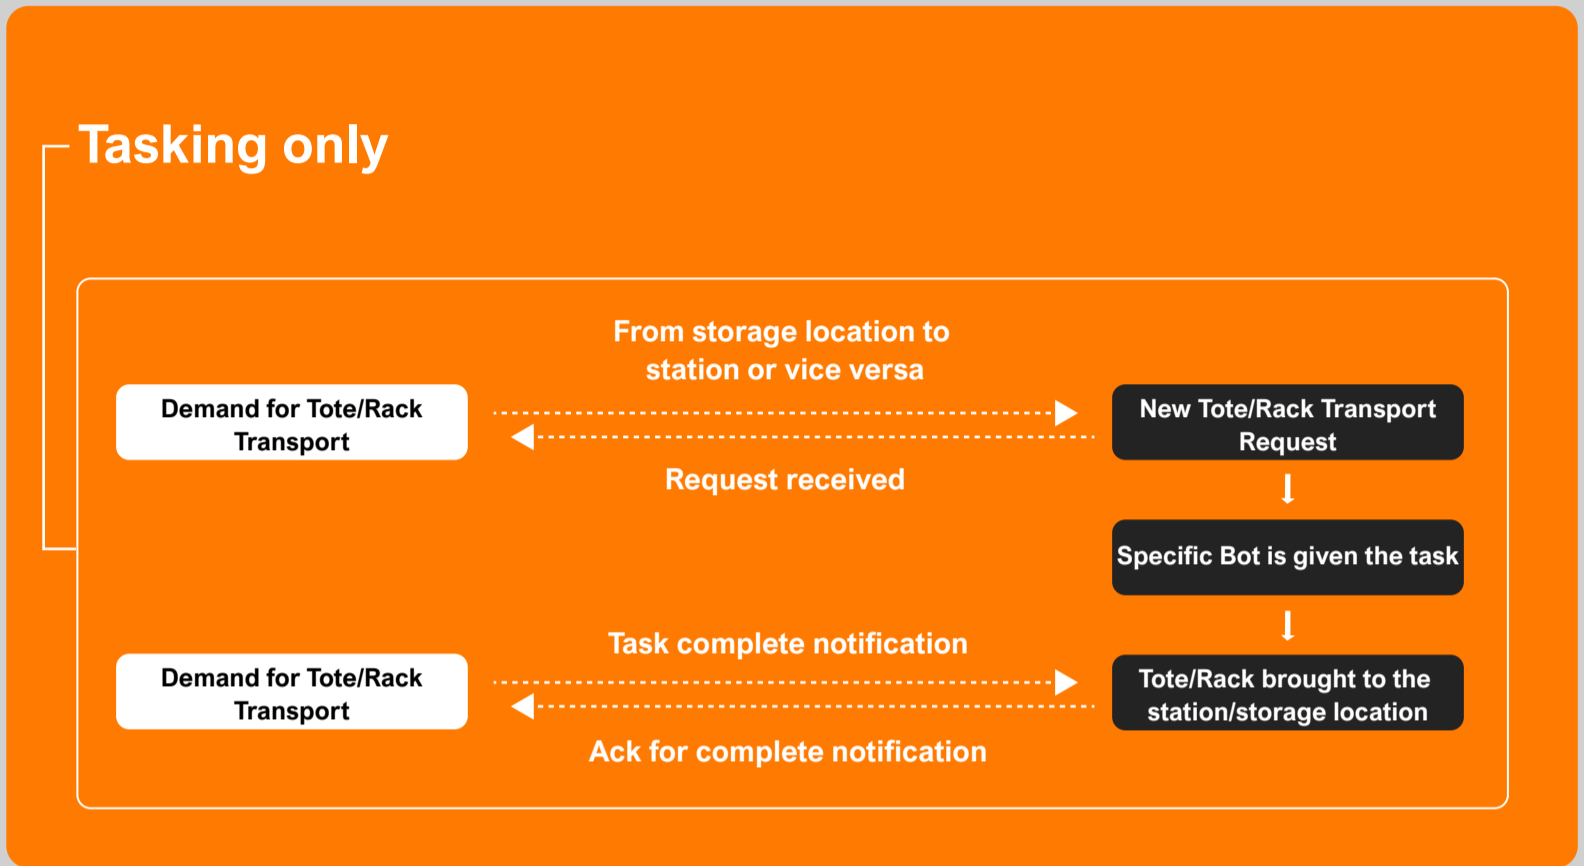 Tasking only
From storage location to
station or vice versa
Demand for Tote/Rack
Transport
New Tote/Rack Transport
Request
Request received
Specific Bot is given the task
Task complete notification
Demand for Tote/Rack
Transport
Tote/Rack brought to the
station/storage location
Ack for complete notification